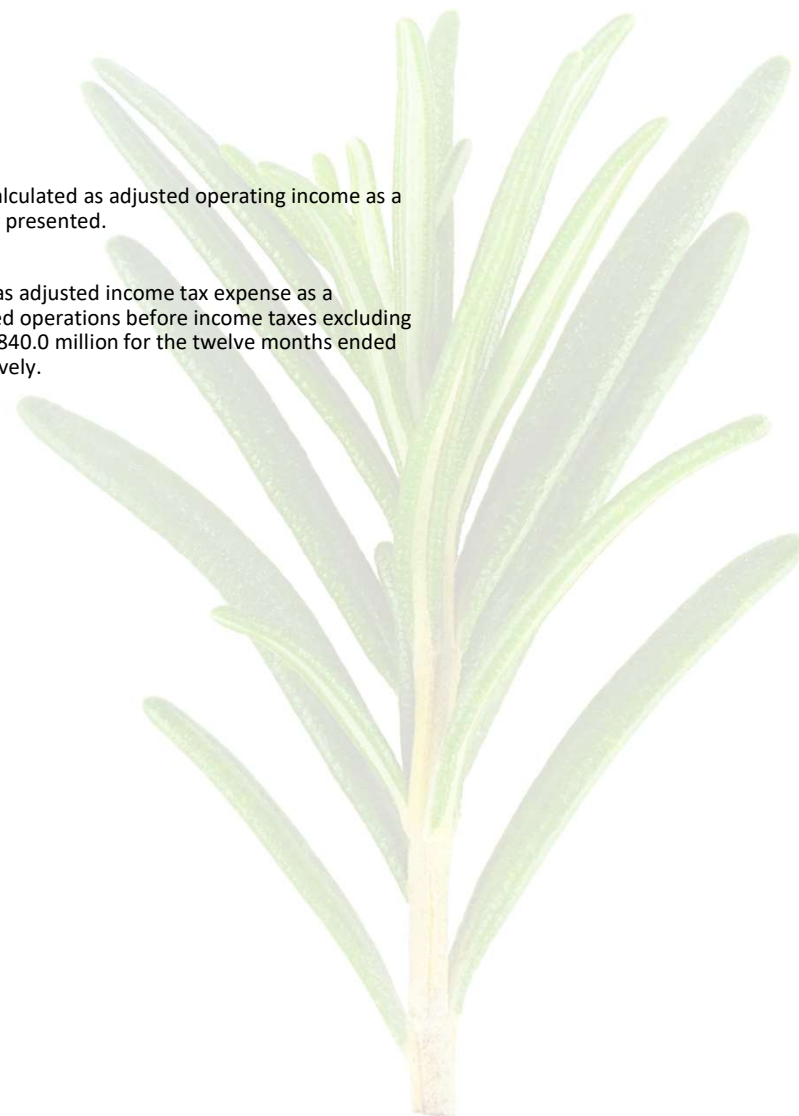 lculated as adjusted operating income as a
presented.
as adjusted income tax expense as a
ed operations before income taxes excluding
840.0 million for the twelve months ended
vely.